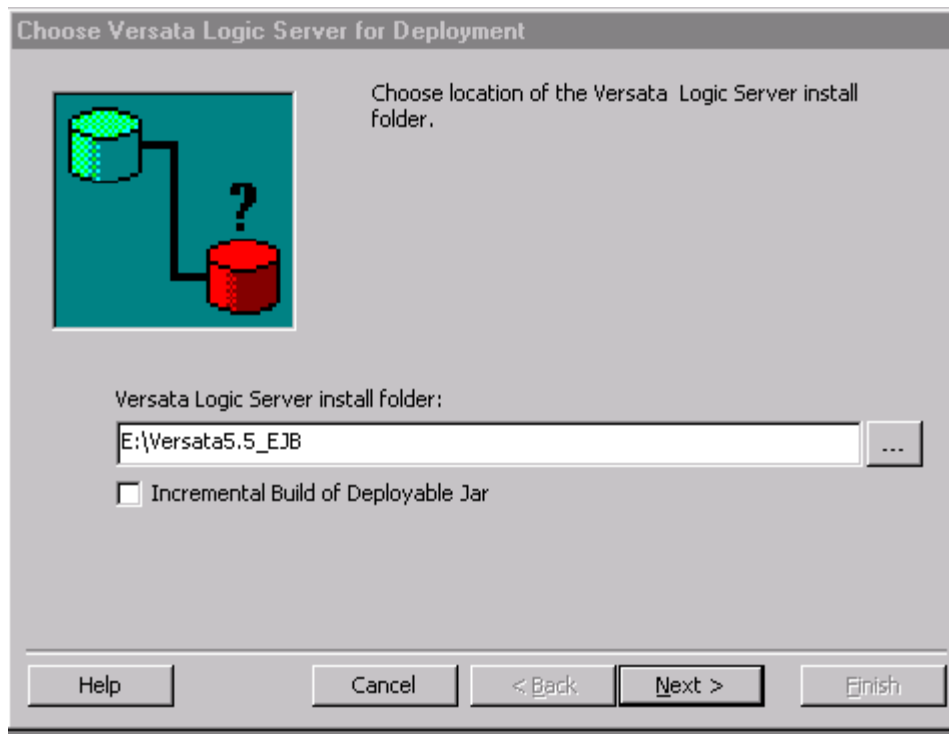 Choose Versata Logic Server for Deployment
Choose location of the Versata  Logic Server install
folder.
?
Versata Logic Server install folder:
E:\Versata5.5_EJB
...
Incremental Build of Deployable Jar
Help
Cancel
< Back
Next >
Finish